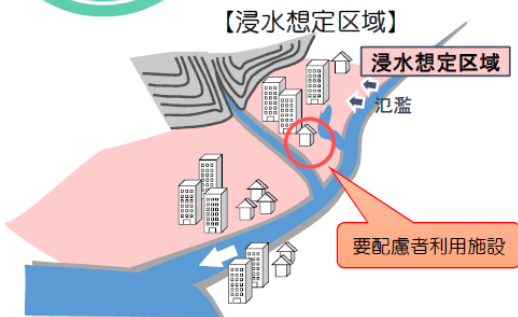 【浸水想定区域】
浸水想定区域
氾濫
要配慮者利用施設